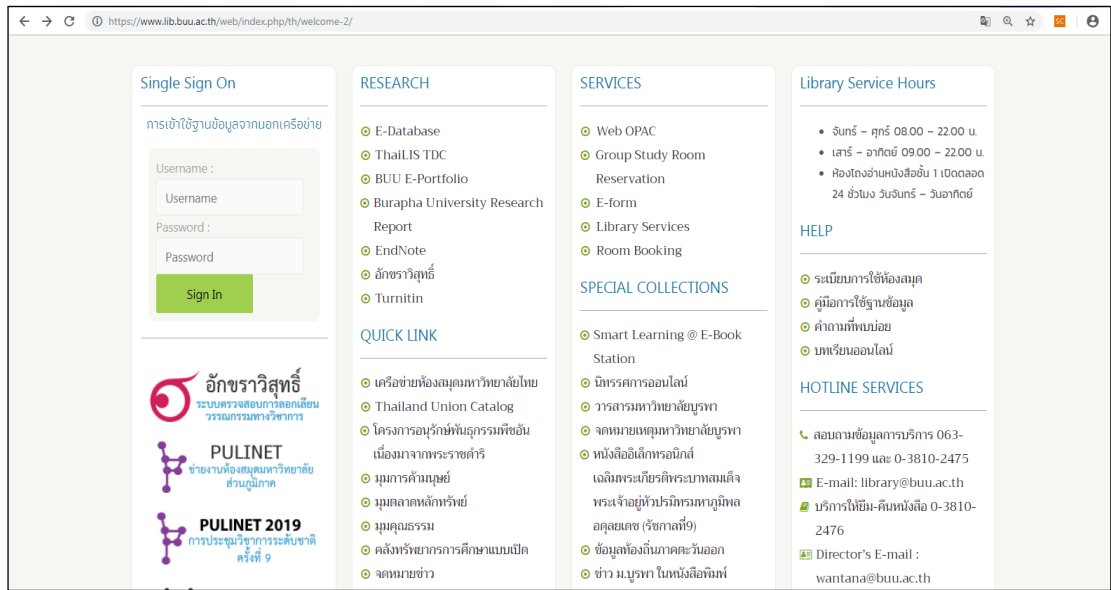 https://www.lib.buu.ac.th/web/index.php/th/welcome-2/
SC
Single Sign On
การเข้าใช้ฐานข้อมูลจากนอกเครือข่าย
Username :
Username
Password :
Password
Sign In
อักขราวิสุทธิ์
ระบบตรวจสอบการลอกเลียน
วรรณกรรมทางวิชาการ
PULINET
ข่ายงานห้องสมุดมหาวิทยาลัย
ส่วนภูมิภาค
PULINET 2019
การประชุมวิชาการระดับชาติ
ครั้งที่ 9
RESEARCH
E-Database
ThaiLIS TDC
BUU E-Portfolio
Burapha University Research
Report
EndNote
อักขราวิสุทธิ์
Turnitin
QUICK LINK
เครือข่ายห้องสมุดมหาวิทยาลัยไทย
Thailand Union Catalog
โครงการอนุรักษ์พันธุกรรมพืชอัน
เนื่องมาจากพระราชดำริ
มุมการค้ามนุษย์
มุมตลาดหลักทรัพย์
มุมคุณธรรม
คลังทรัพยากรการศึกษาแบบเปิด
จดหมายข่าว
SERVICES
Web OPAC
Group Study Room
Reservation
E-form
Library Services
Room Booking
SPECIAL COLLECTIONS
Smart Learning @ E-Book
Station
นิทรรศการออนไลน์
วารสารมหาวิทยาลัยบูรพา
จดหมายเหตุมหาวิทยาลัยบูรพา
หนังสืออิเล็กทรอนิกส์
เฉลิมพระเกียรติพระบาทสมเด็จ
พระเจ้าอยู่หัวปรมินทรมหาภูมิพล
อดุลยเดช (รัชกาลที่9)
ข้อมูลท้องถิ่นภาคตะวันออก
ข่าว ม.บูรพา ในหนังสือพิมพ์
Library Service Hours
จันทร์ – ศุกร์ 08.00 – 22.00 น.
เสาร์ – อาทิตย์ 09.00 – 22.00 น.
ห้องโถงอ่านหนังสือชั้น 1 เปิดตลอด
24 ชั่วโมง วันจันทร์ – วันอาทิตย์
HELP
ระเบียบการใช้ห้องสมุด
คู่มือการใช้ฐานข้อมูล
คำถามที่พบบ่อย
บทเรียนออนไลน์
HOTLINE SERVICES
สอบถามข้อมูลการบริการ 063-
329-1199 และ 0-3810-2475
E-mail: library@buu.ac.th
บริการให้ยืม-คืนหนังสือ 0-3810-
2476
Director's E-mail :
wantana@buu.ac.th